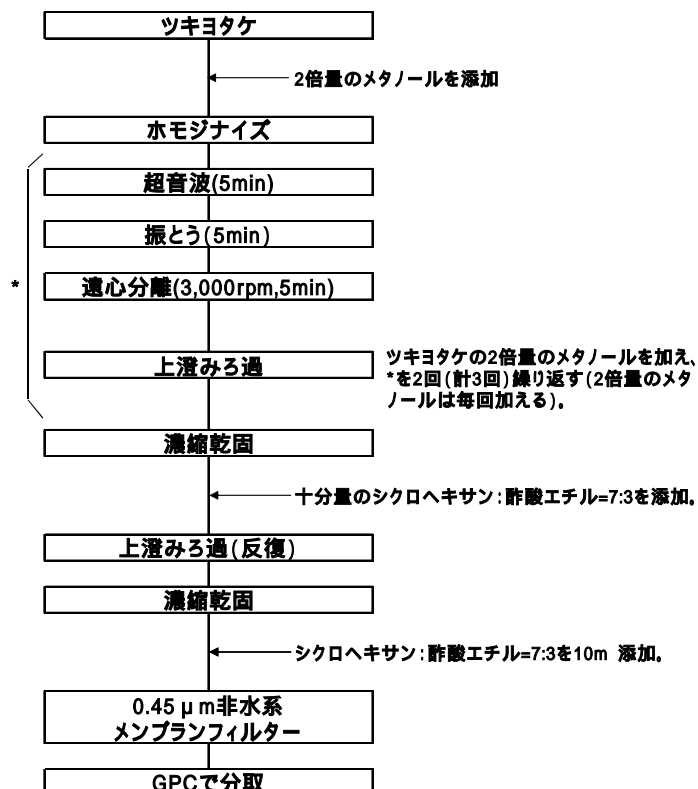 ツキヨタケ
2倍量のメタノールを添加
ホモジナイズ
超音波(5min)
振とう(5min)
遠心分離(3,000rpm,5min)
*
上澄みろ過
ツキヨタケの2倍量のメタノールを加え、
*を2回(計3回)繰り返す(2倍量のメタ
ノールは毎回加える)。
濃縮乾固
十分量のシクロヘキサン:酢酸エチル=7:3を添加。
上澄みろ過(反復)
濃縮乾固
シクロヘキサン:酢酸エチル=7:3を10m 添加。
0.45μm非水系
メンブランフィルター
GPCで分取